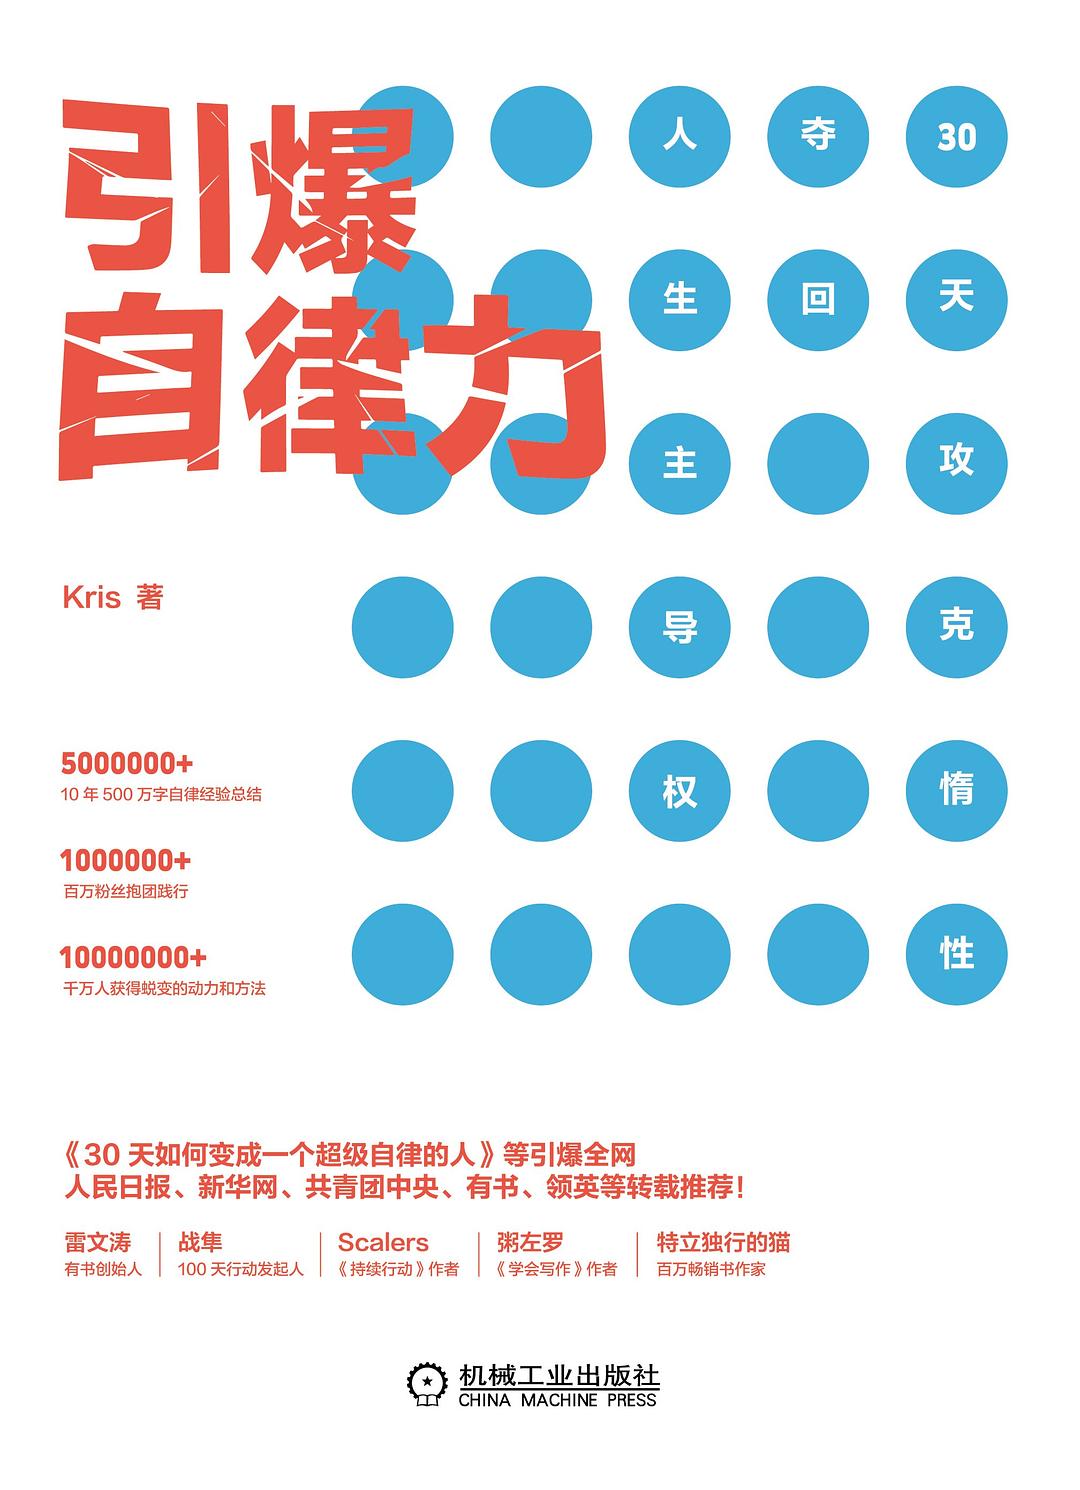 引爆
自律力
30天攻克惰性
夺回
人生主导权
Kris 著
5000000+
10 年 500 万字自律经验总结
1000000+
百万粉丝抱团践行
10000000+
千万人获得蜕变的动力和方法
《30 天如何变成一个超级自律的人》等引爆全网
人民日报、新华网、共青团中央、有书、领英等转载推荐!
雷文涛
有书创始人
战隼
100 天行动发起人
Scalers
《持续行动》作者
粥左罗
《学会写作》作者
特立独行的猫
百万畅销书作家
机械工业出版社
CHINA MACHINE PRESS